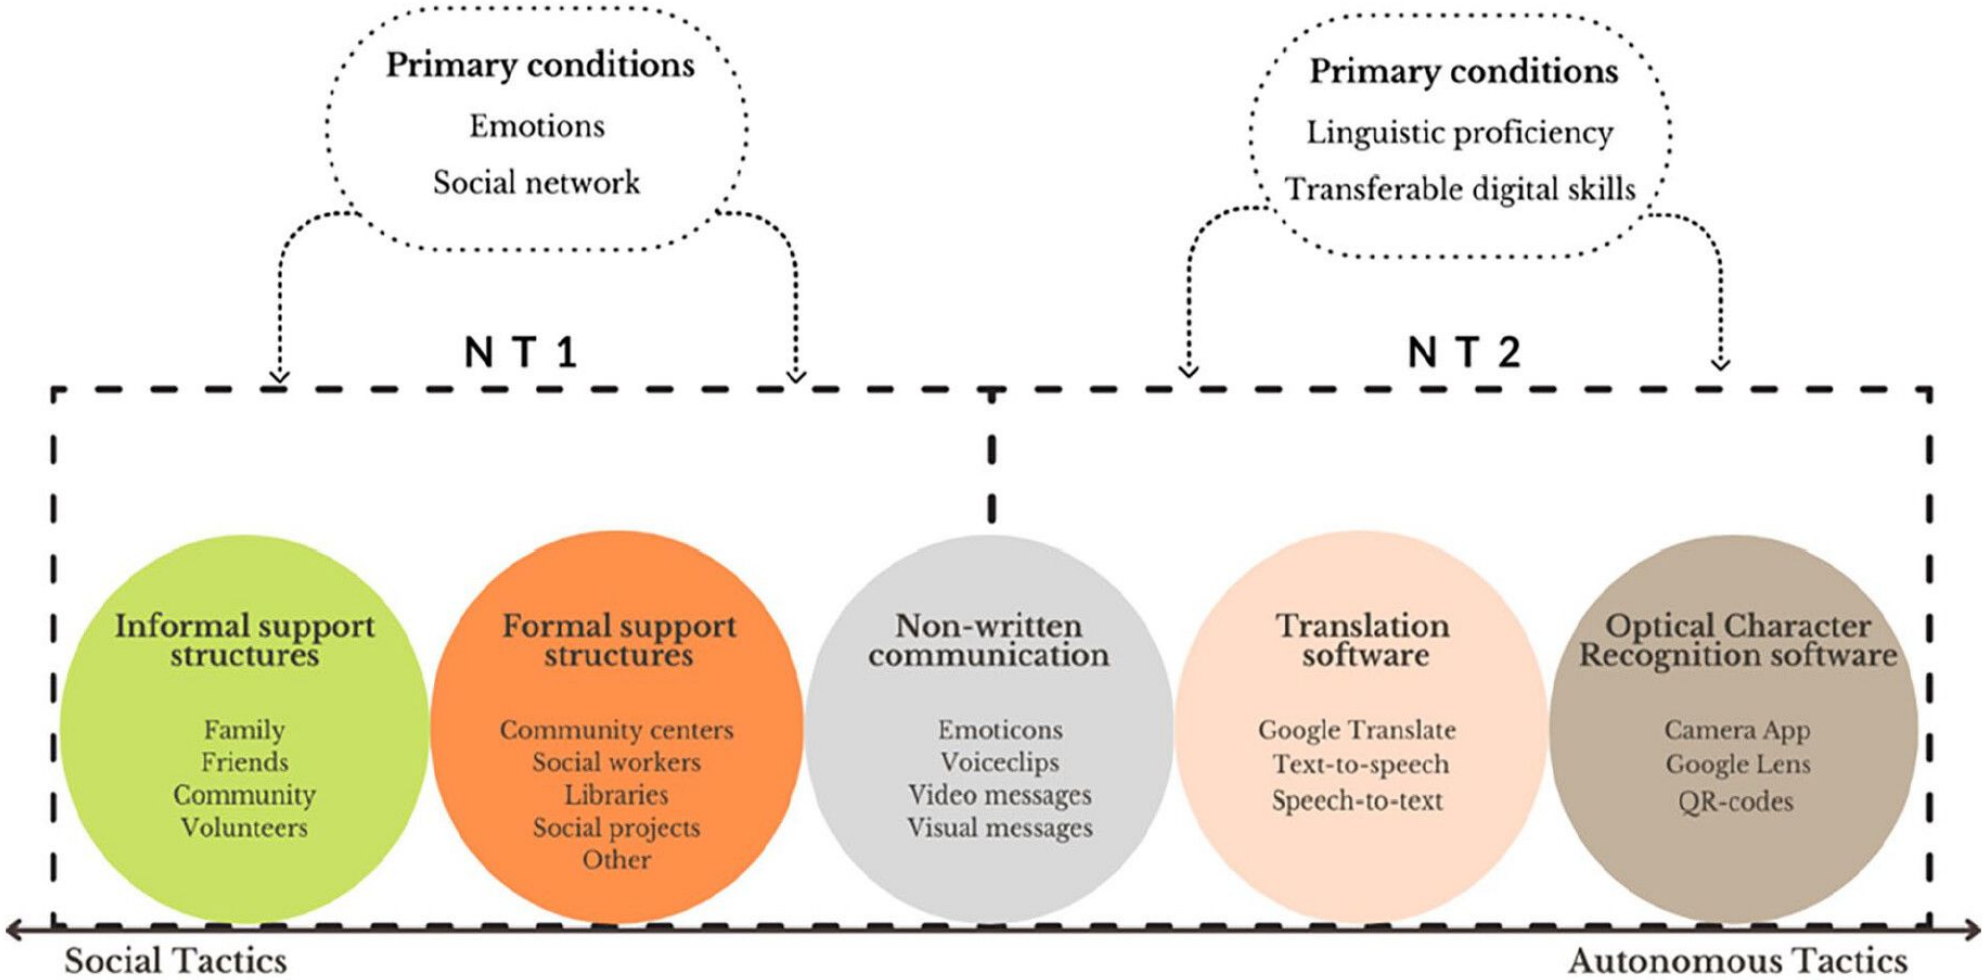 Primary conditions
Emotions
Social network
Primary conditions
Linguistic proficiency
Transferable digital skills
NT1
NT2
Informal support
structures
Family
Friends
Community
Volunteers
Formal support
structures
Community centers
Social workers
Libraries
Social projects
Other
Non-written
communication
Emoticons
Voiceclips
Video messages
Visual messages
Translation
software
Google Translate
Text-to-speech
Speech-to-text
Optical Character
Recognition software
Camera App
Google Lens
QR-codes
Social Tactics
Autonomous Tactics